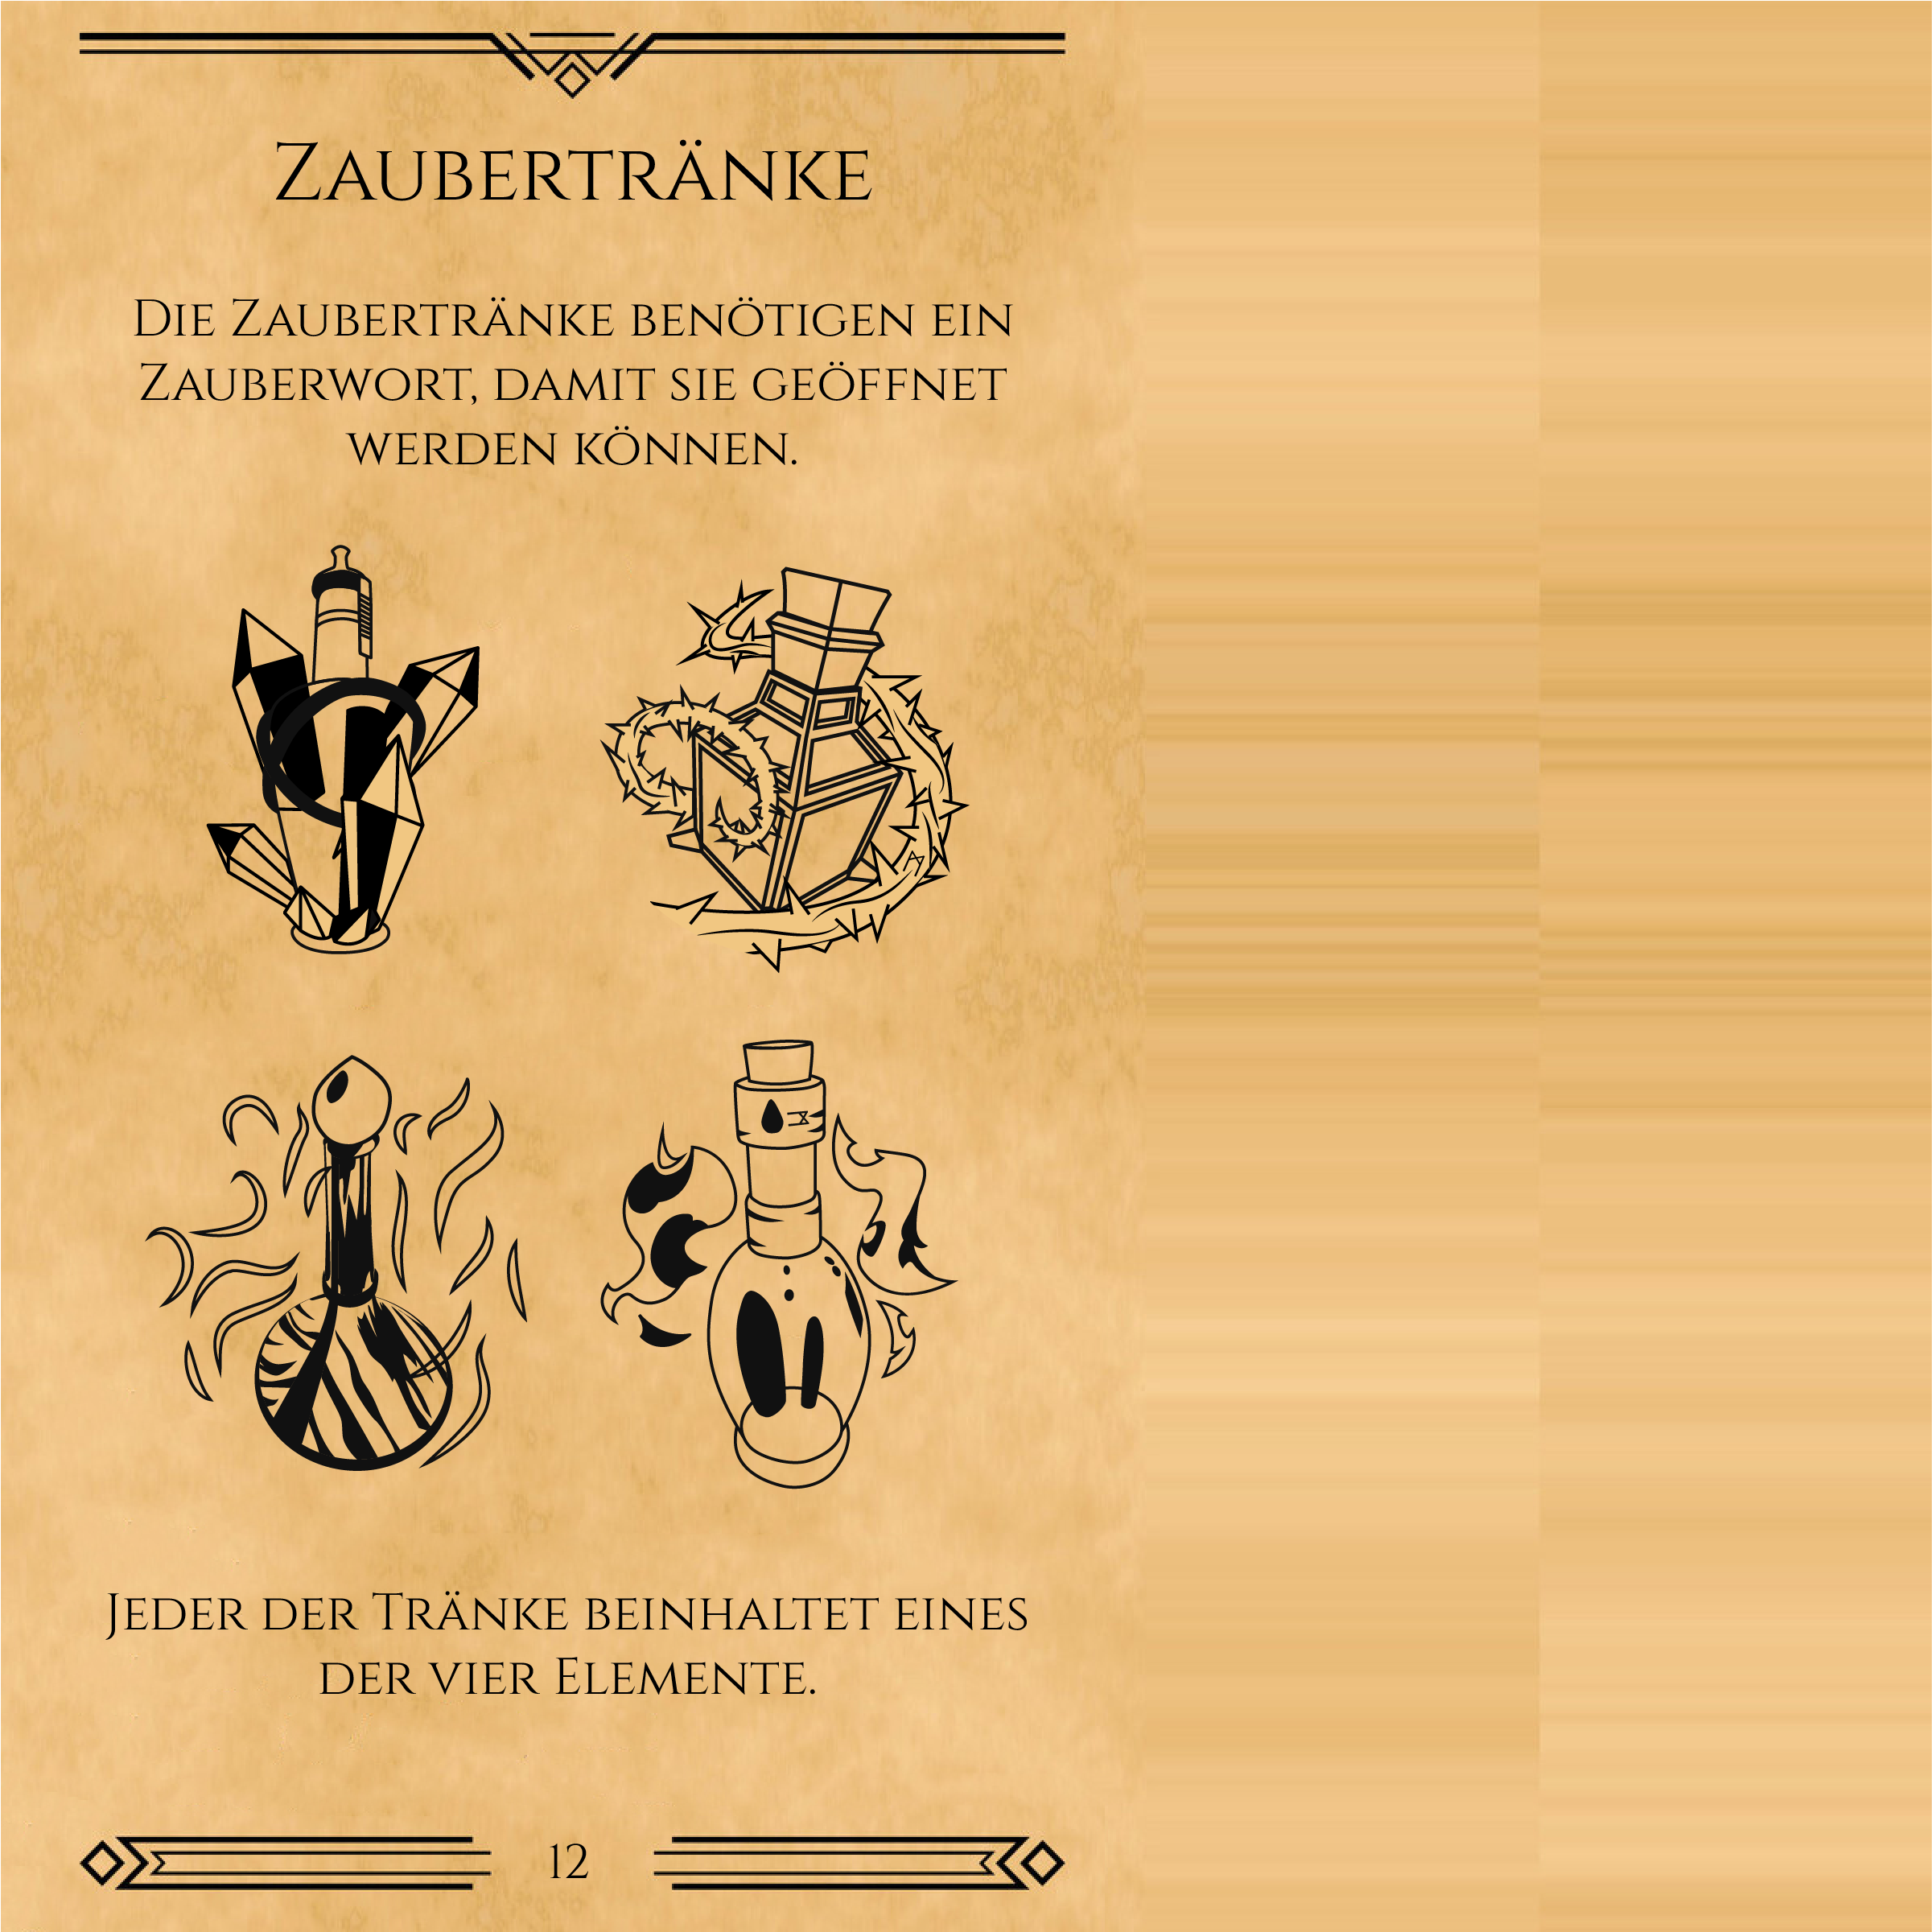 Zaubertränke
Die Zaubertränke benötigen ein
Zauberwort, damit sie geöffnet
werden können.
Jeder der Tränke beinhaltet eines
der vier Elemente.
12